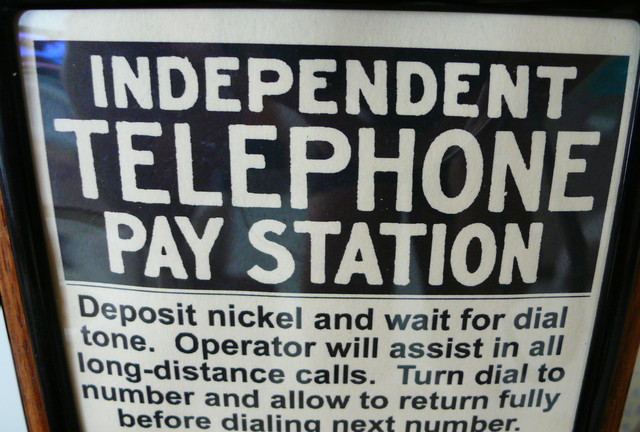 INDEPENDENT
TELEPHONE
PAY STATION
Deposit nickel and wait for dial
tone. Operator will assist in all
long-distance calls. Turn dial to
number and allow to return fully
before dialing next number.